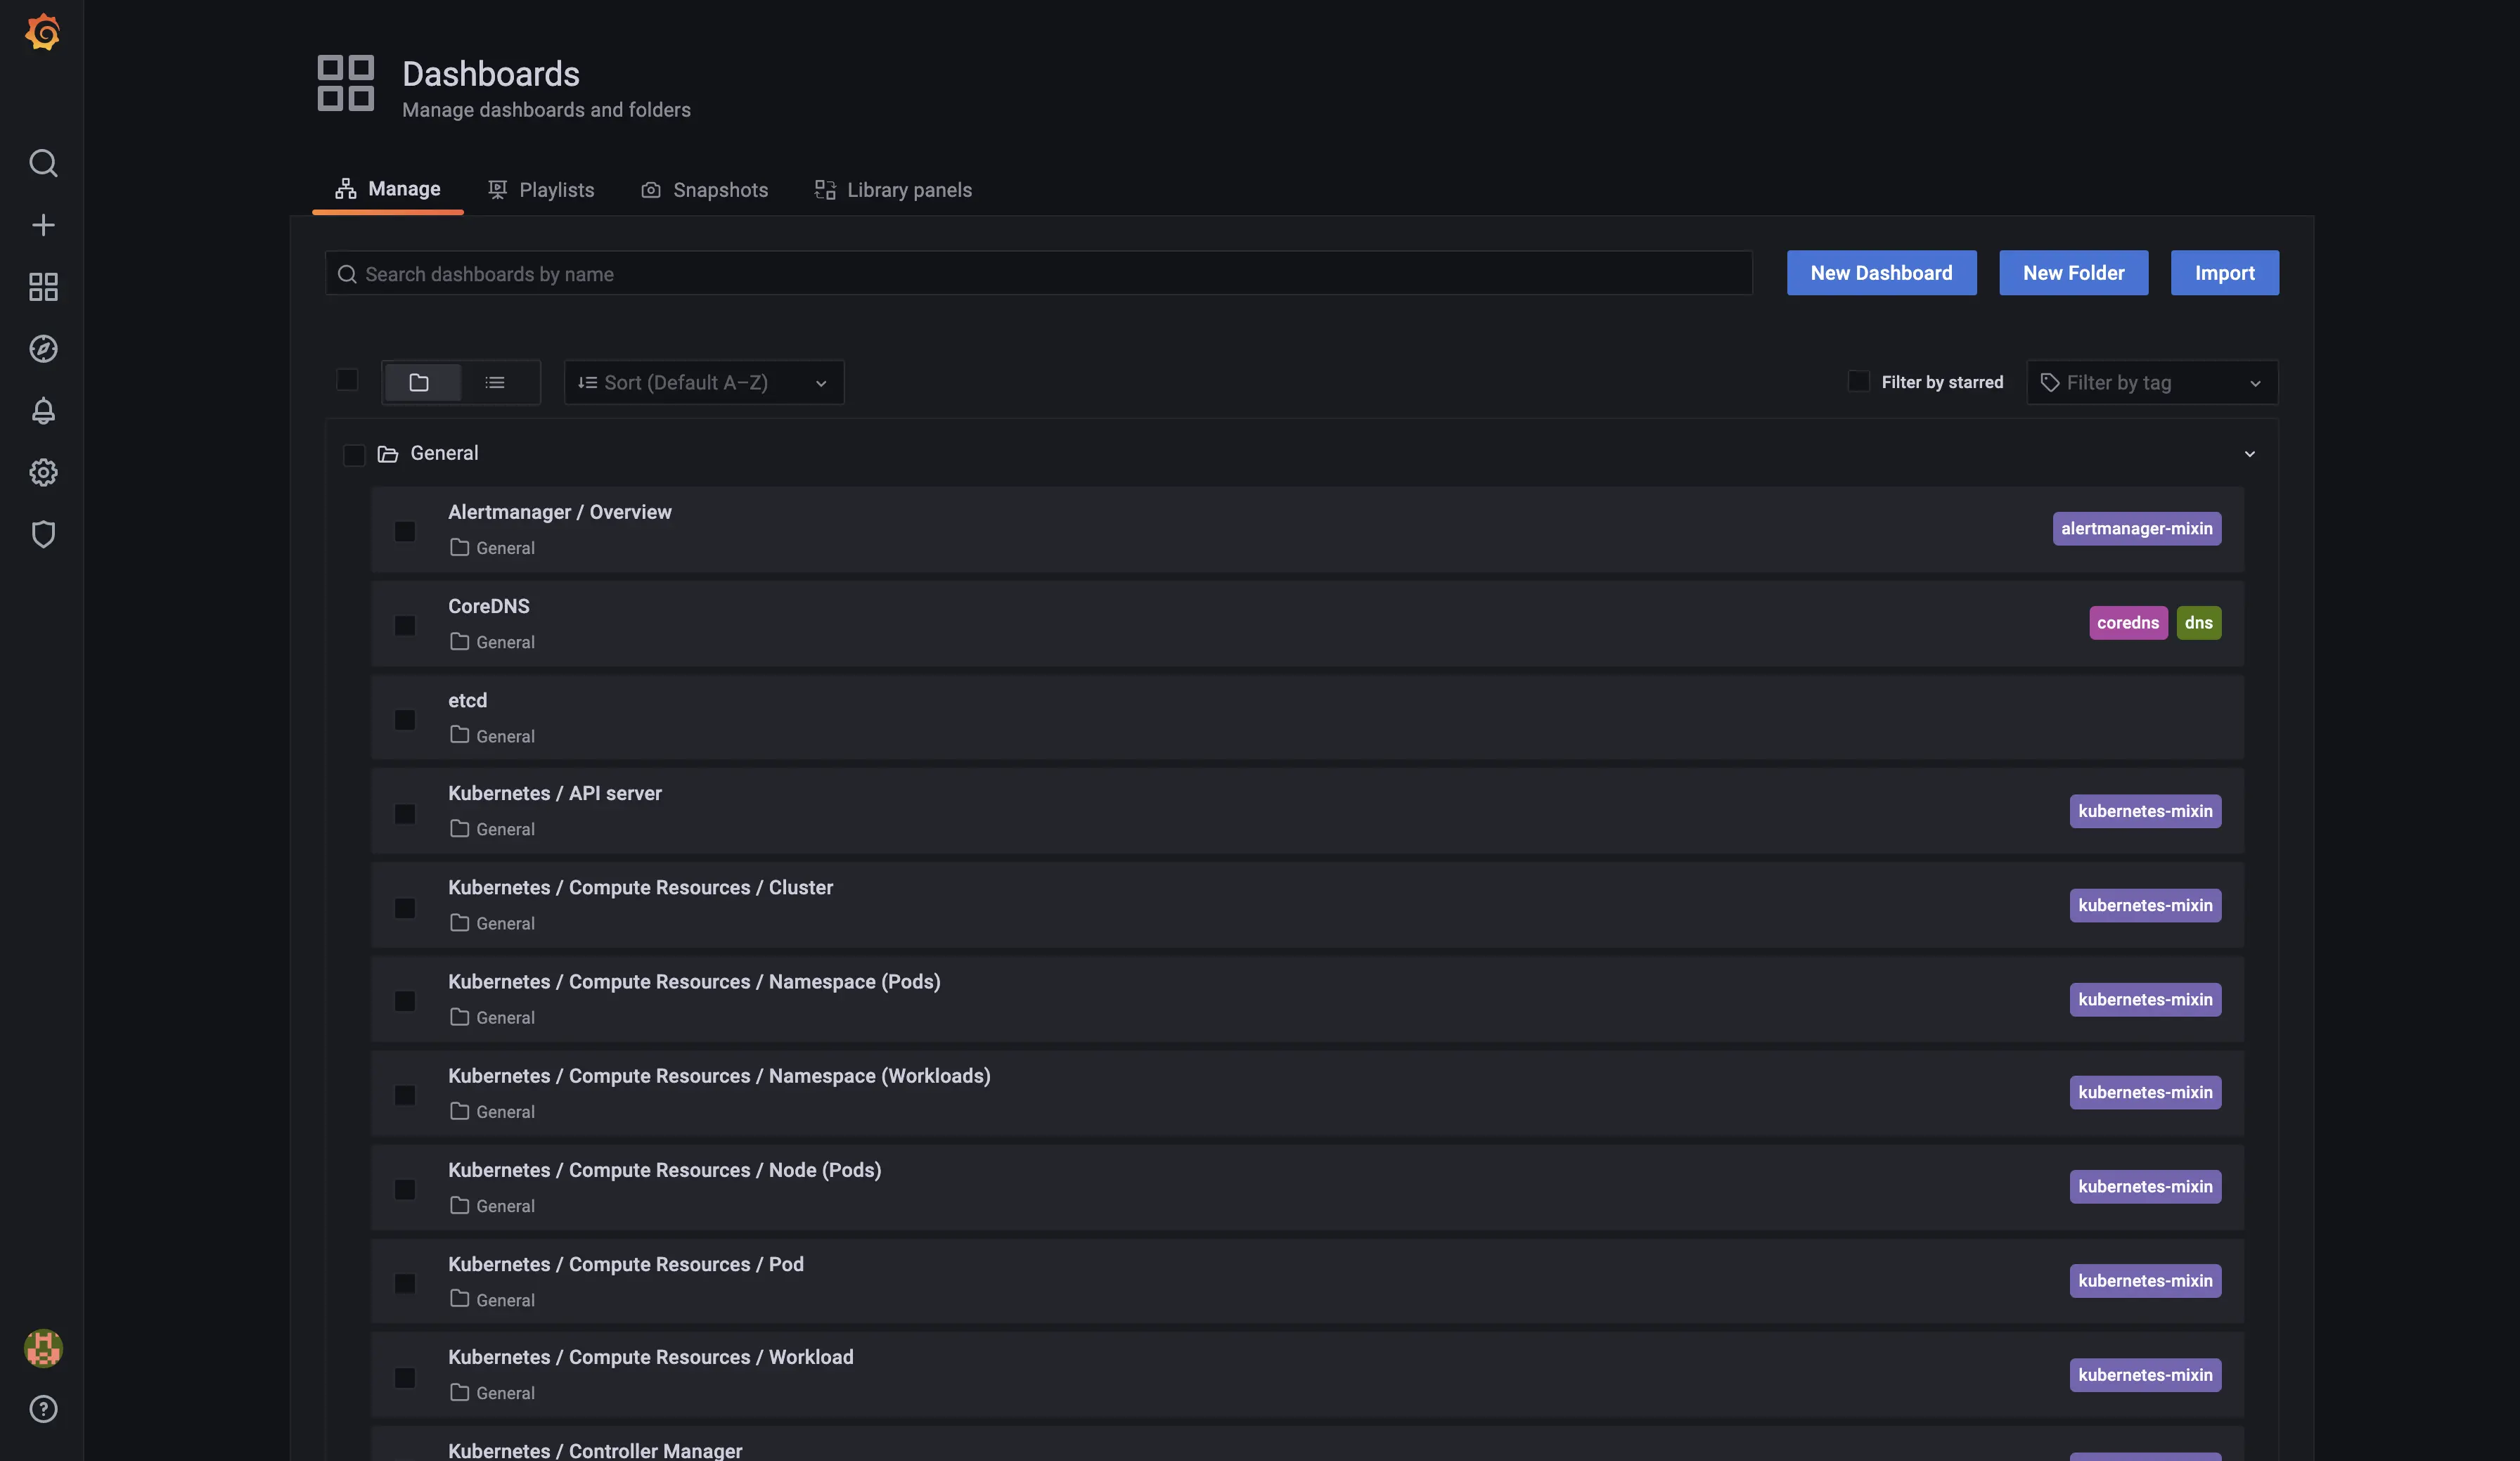 Dashboards
Manage dashboards and folders
Manage Playlists Snapshots Library panels
Search dashboards by name New Dashboard New Folder Import
Sort (Default A–Z) Filter by starred Filter by tag
General
Alertmanager / Overview
General
alertmanager-mixin
CoreDNS
General
coredns dns
etcd
General
Kubernetes / API server
General
kubernetes-mixin
Kubernetes / Compute Resources / Cluster
General
kubernetes-mixin
Kubernetes / Compute Resources / Namespace (Pods)
General
kubernetes-mixin
Kubernetes / Compute Resources / Namespace (Workloads)
General
kubernetes-mixin
Kubernetes / Compute Resources / Node (Pods)
General
kubernetes-mixin
Kubernetes / Compute Resources / Pod
General
kubernetes-mixin
Kubernetes / Compute Resources / Workload
General
kubernetes-mixin
Kubernetes / Controller Manager